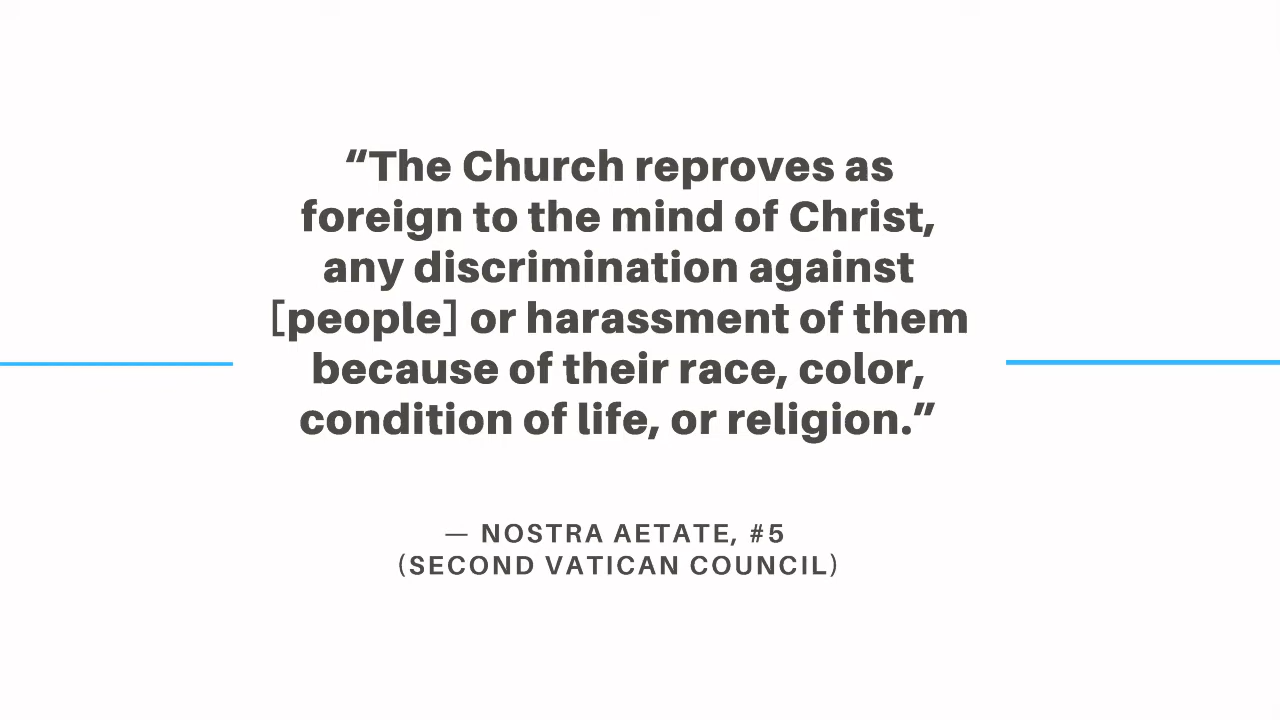 “The Church reproves as
foreign to the mind of Christ,
any discrimination against
[people] or harassment of them
because of their race, color,
condition of life, or religion.”
— NOSTRA AETATE, #5
(SECOND VATICAN COUNCIL)